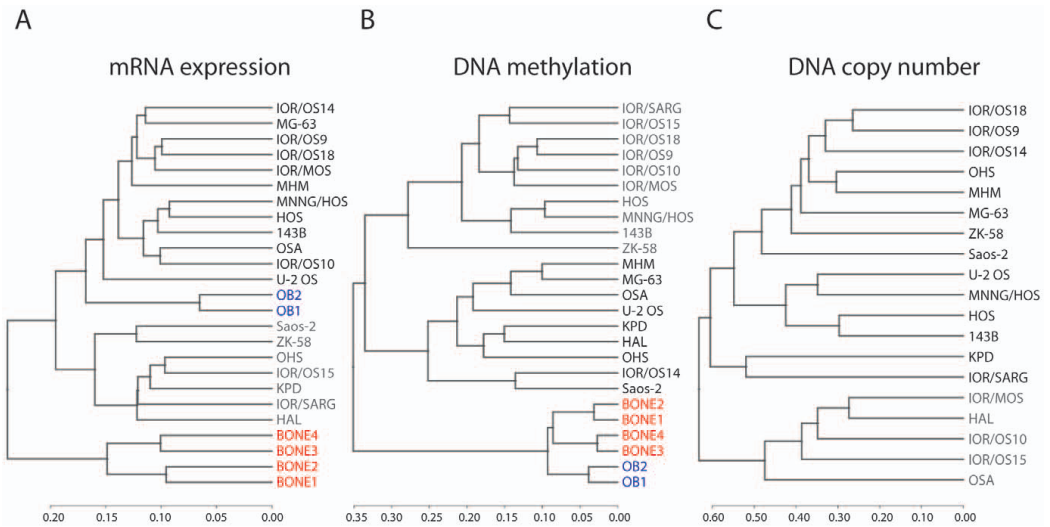 A
mRNA expression
IOR/OS14
MG-63
IOR/OS9
IOR/OS18
IOR/MOS
MHM
MNNG/HOS
HOS
143B
OSA
IOR/OS10
U-2 OS
OB2
OB1
Saos-2
ZK-58
OHS
IOR/OS15
KPD
IOR/SARG
HAL
BONE4
BONE3
BONE2
BONE1
0.20 0.15 0.10 0.05 0.00
B
DNA methylation
IOR/SARG
IOR/OS15
IOR/OS18
IOR/OS9
IOR/OS10
IOR/MOS
HOS
MNNG/HOS
143B
ZK-58
MHM
MG-63
OSA
U-2 OS
KPD
HAL
OHS
IOR/OS14
Saos-2
BONE2
BONE1
BONE4
BONE3
OB2
OB1
0.35 0.30 0.25 0.20 0.15 0.10 0.05 0.00
C
DNA copy number
IOR/OS18
IOR/OS9
IOR/OS14
OHS
MHM
MG-63
ZK-58
Saos-2
U-2 OS
MNNG/HOS
HOS
143B
KPD
IOR/SARG
IOR/MOS
HAL
IOR/OS10
IOR/OS15
OSA
0.60 0.50 0.40 0.30 0.20 0.10 0.00